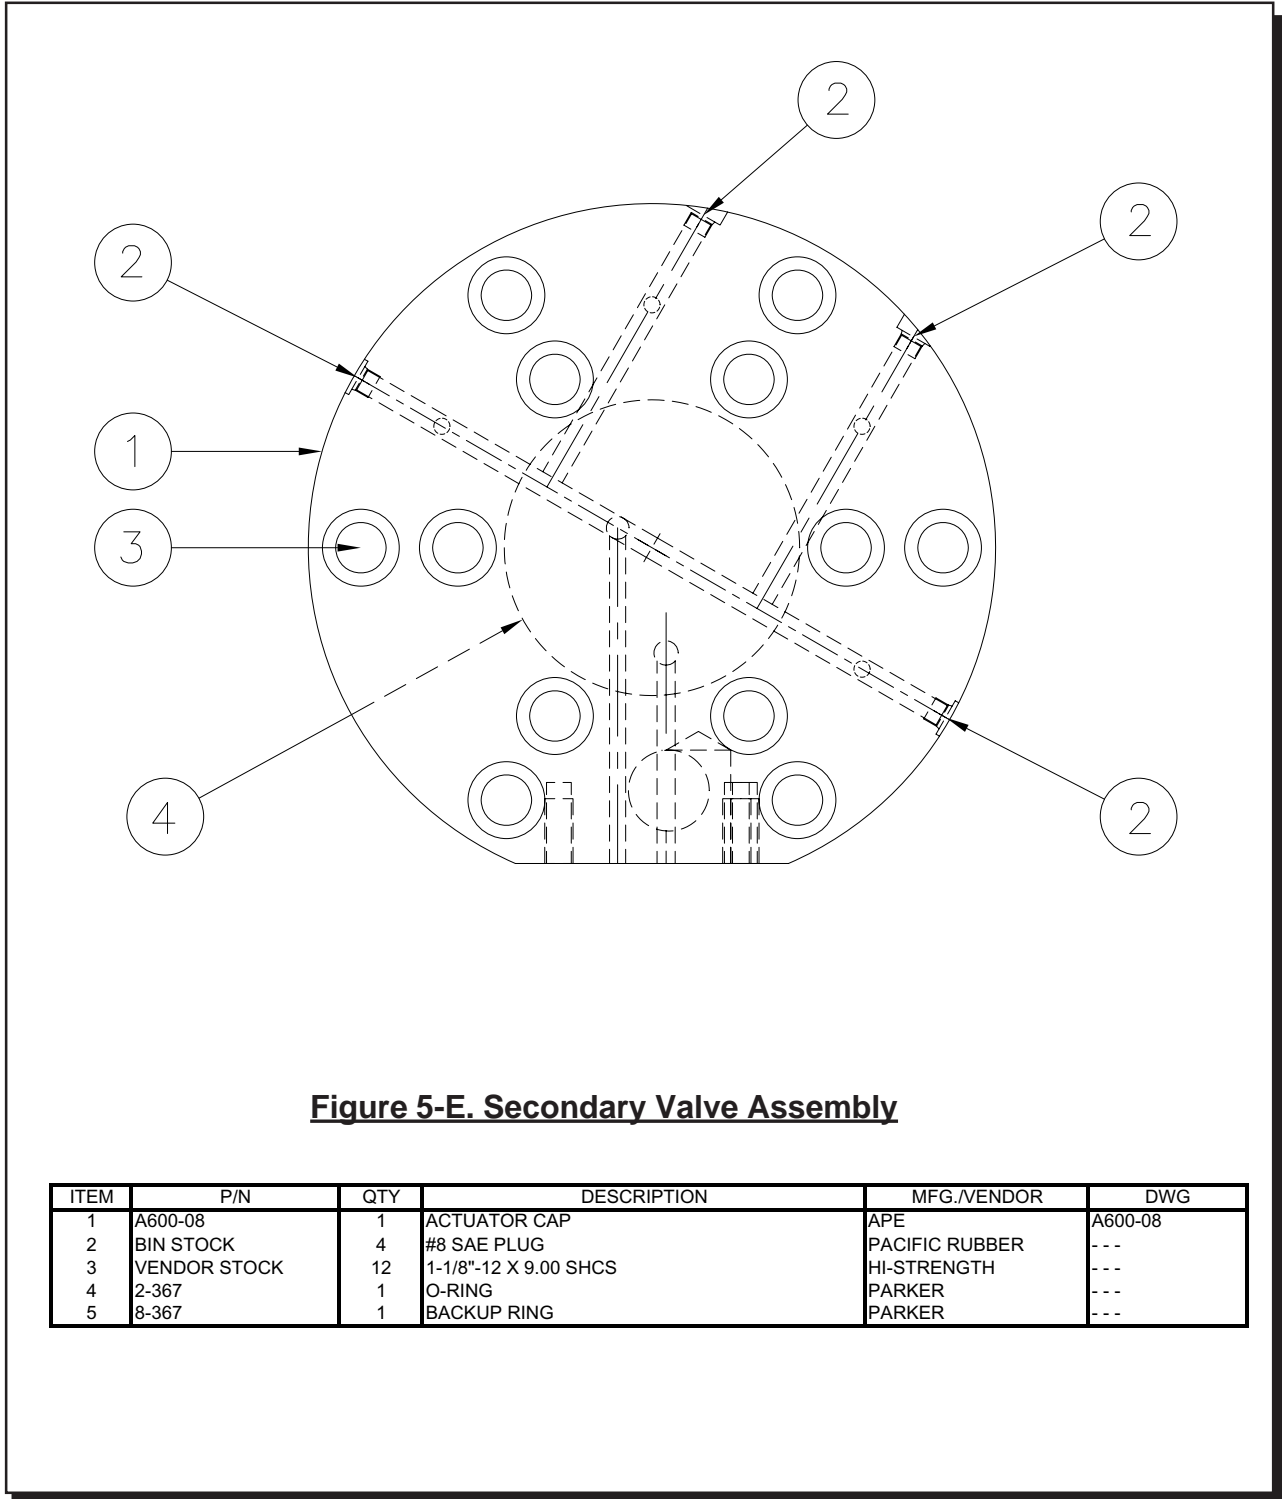 2
2
2
1
3
4
2
Figure 5-E. Secondary Valve Assembly
ITEM P/N QTY DESCRIPTION MFG./VENDOR DWG
1 A600-08 1 ACTUATOR CAP APE A600-08
2 BIN STOCK 4 #8 SAE PLUG PACIFIC RUBBER - - -
3 VENDOR STOCK 12 1-1/8"-12 X 9.00 SHCS HI-STRENGTH - - -
4 2-367 1 O-RING PARKER - - -
5 8-367 1 BACKUP RING PARKER - - -